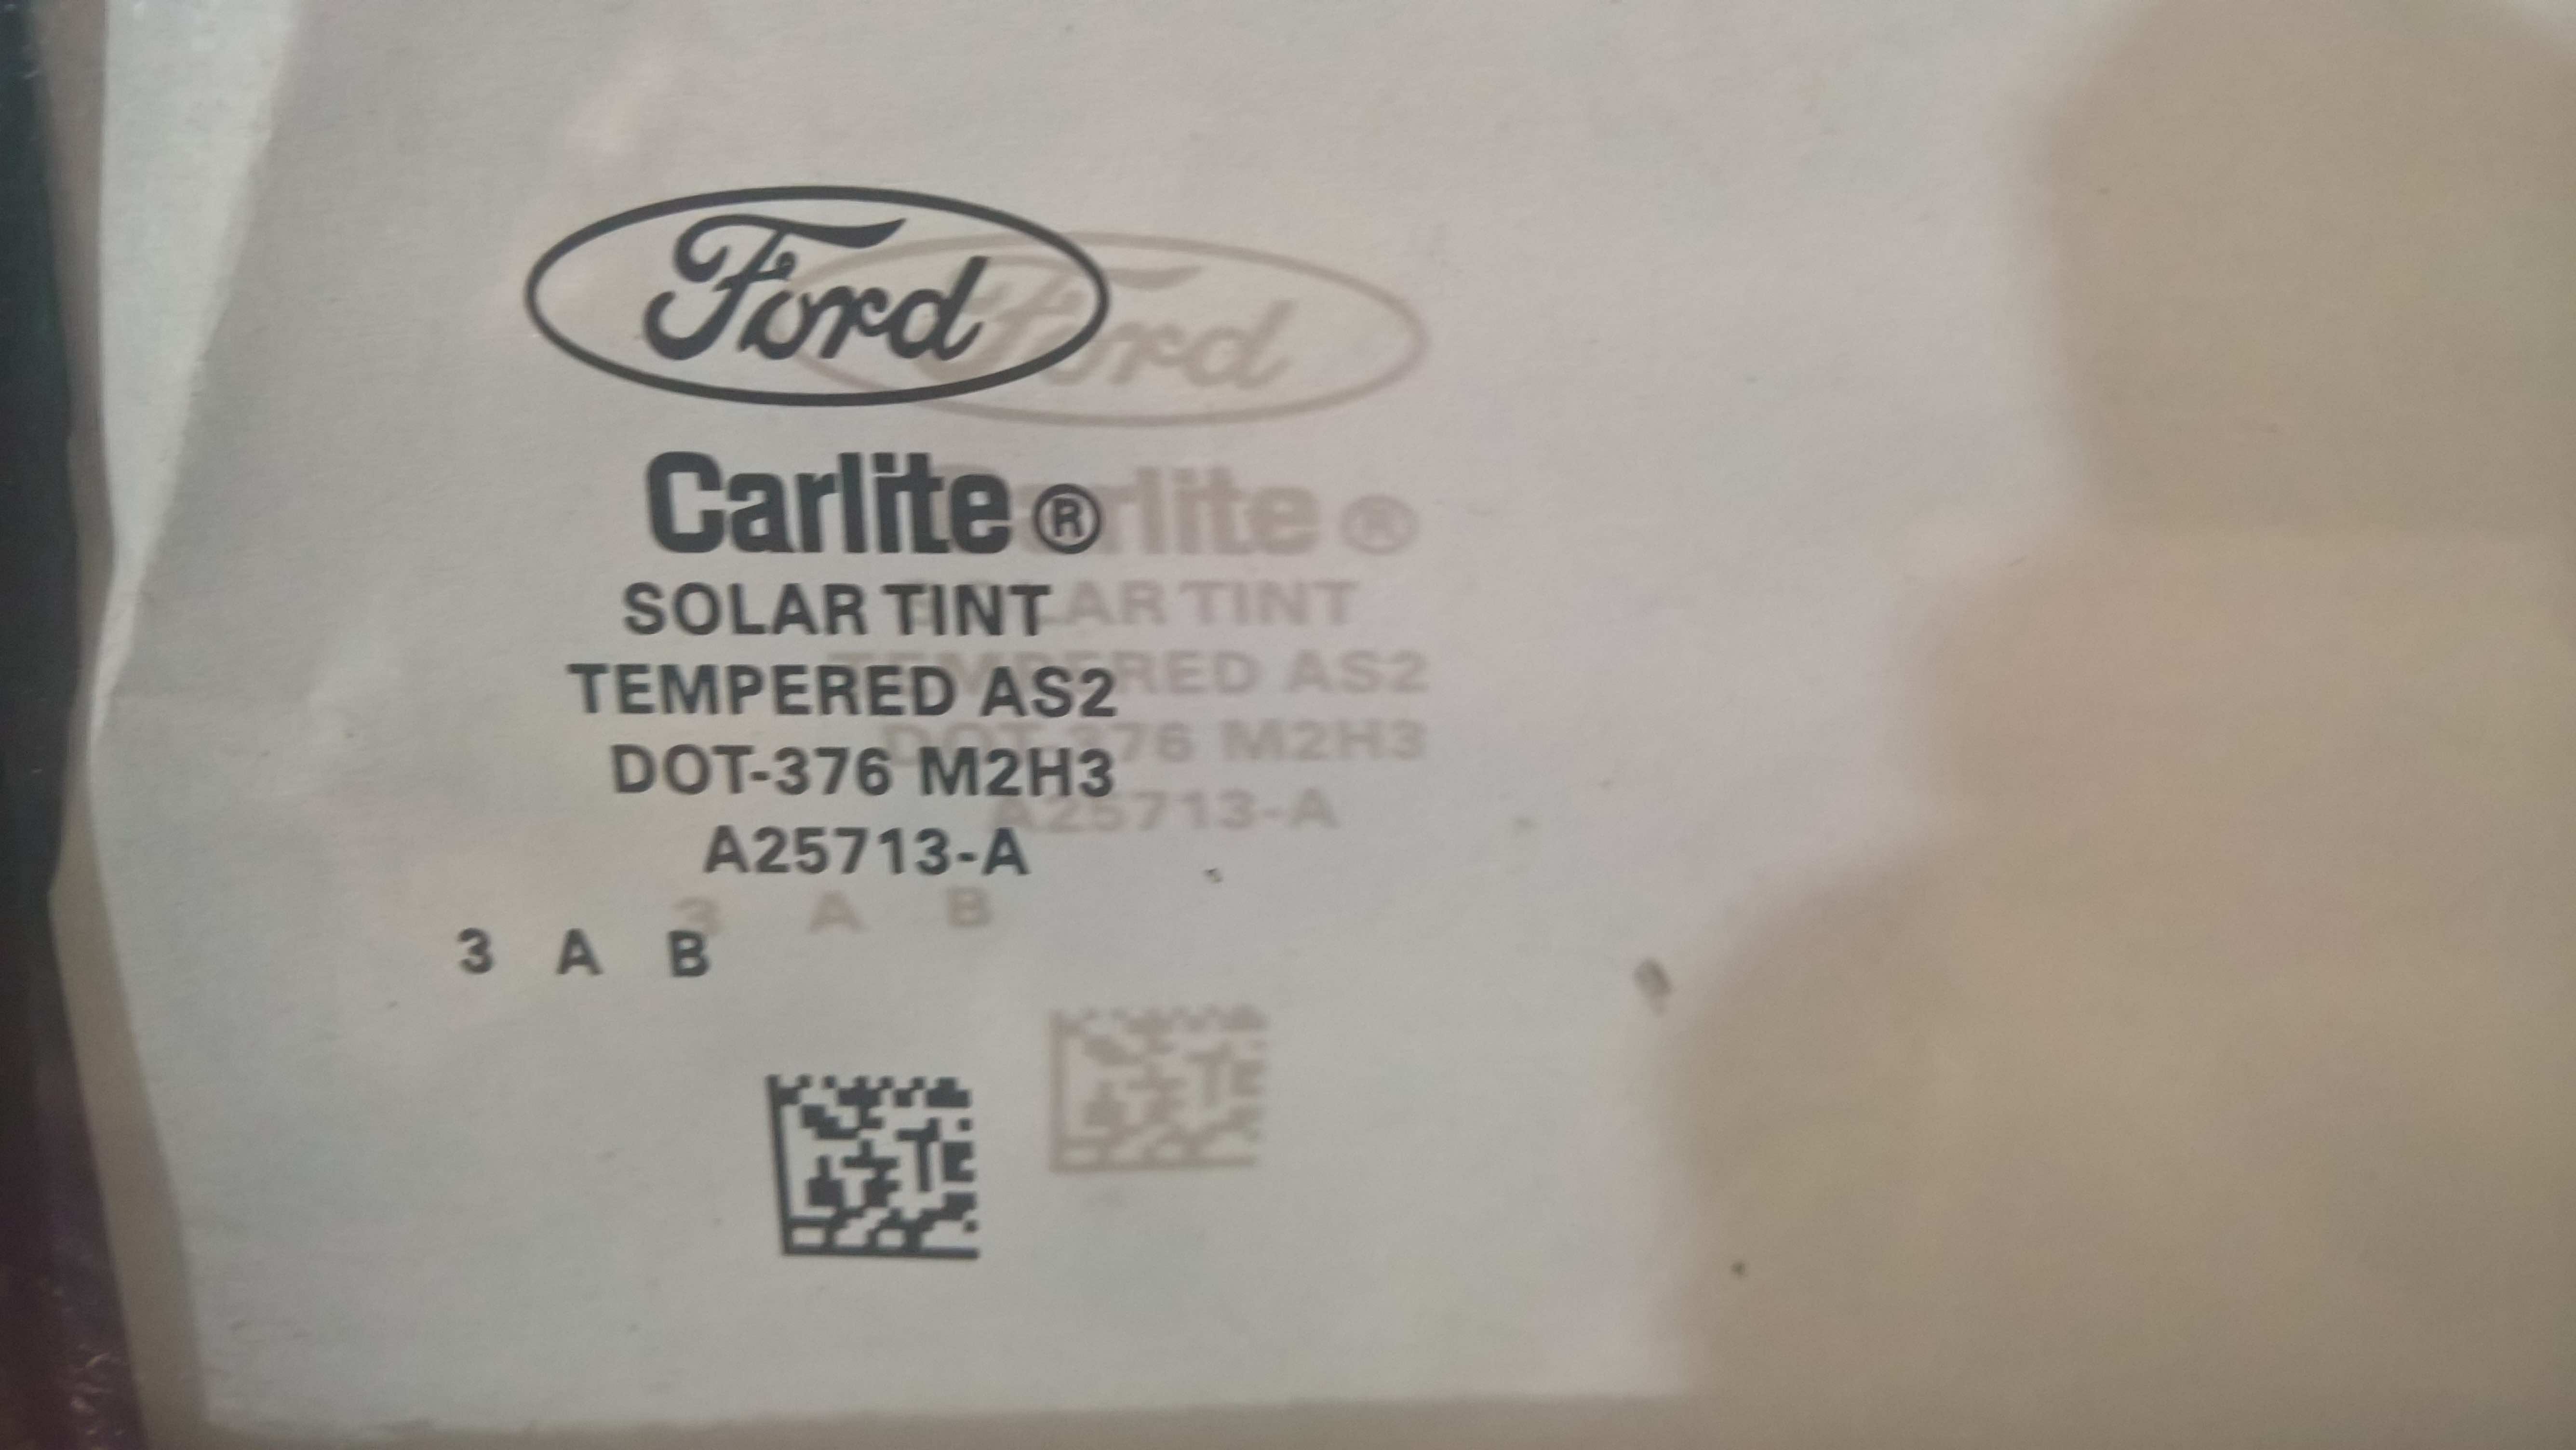 Ford
Carlite ®
SOLAR TINT
TEMPERED AS2
DOT-376 M2H3
A25713-A
3 A B